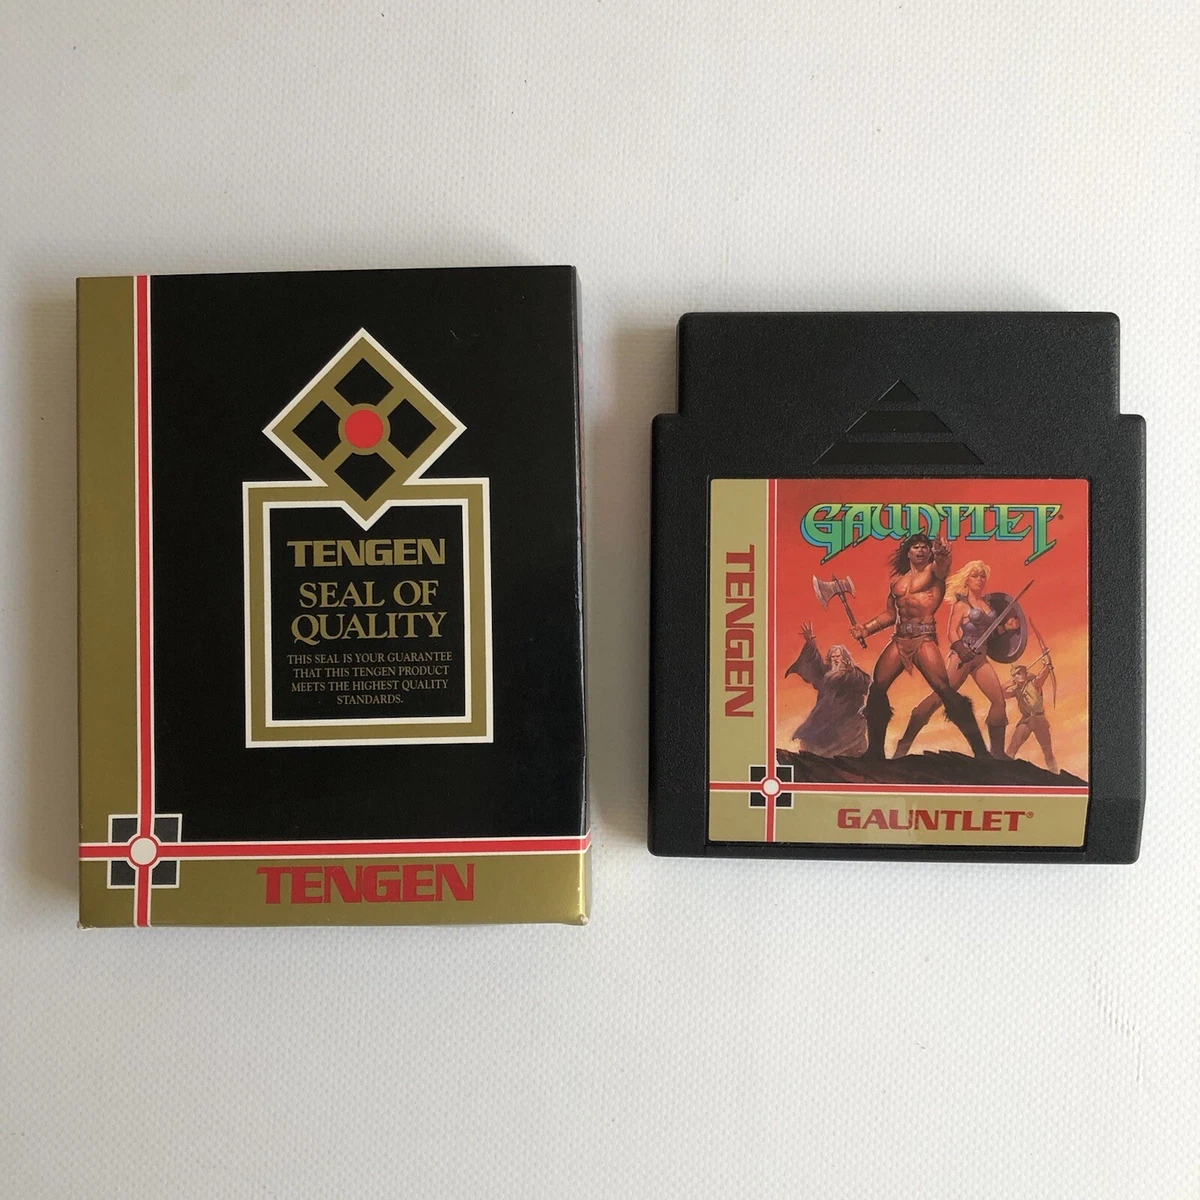 TENGEN
SEAL OF
QUALITY
THIS SEAL IS YOUR GUARANTEE
THAT THIS TENGEN PRODUCT
MEETS THE HIGHEST QUALITY
STANDARDS.
TENGEN
GAUNTLET®
TENGEN
GAUNTLET®